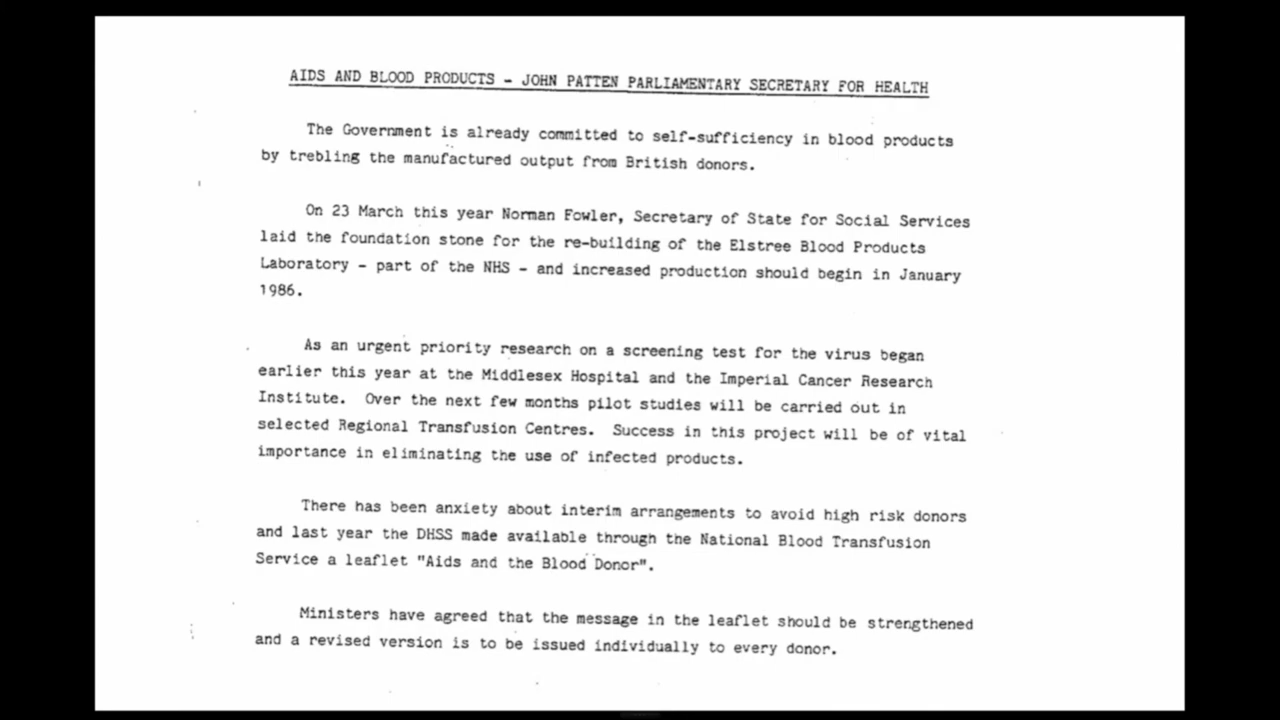 AIDS AND BLOOD PRODUCTS - JOHN PATTEN PARLIAMENTARY SECRETARY FOR HEALTH
The Government is already committed to self-sufficiency in blood products
by trebling the manufactured output from British donors.
On 23 March this year Norman Fowler, Secretary of State for Social Services
laid the foundation stone for the re-building of the Elstree Blood Products
Laboratory - part of the NHS - and increased production should begin in January
1986.
As an urgent priority research on a screening test for the virus began
earlier this year at the Middlesex Hospital and the Imperial Cancer Research
Institute. Over the next few months pilot studies will be carried out in
selected Regional Transfusion Centres. Success in this project will be of vital
importance in eliminating the use of infected products.
There has been anxiety about interim arrangements to avoid high risk donors
and last year the DHSS made available through the National Blood Transfusion
Service a leaflet "Aids and the Blood Donor".
Ministers have agreed that the message in the leaflet should be strengthened
and a revised version is to be issued individually to every donor.